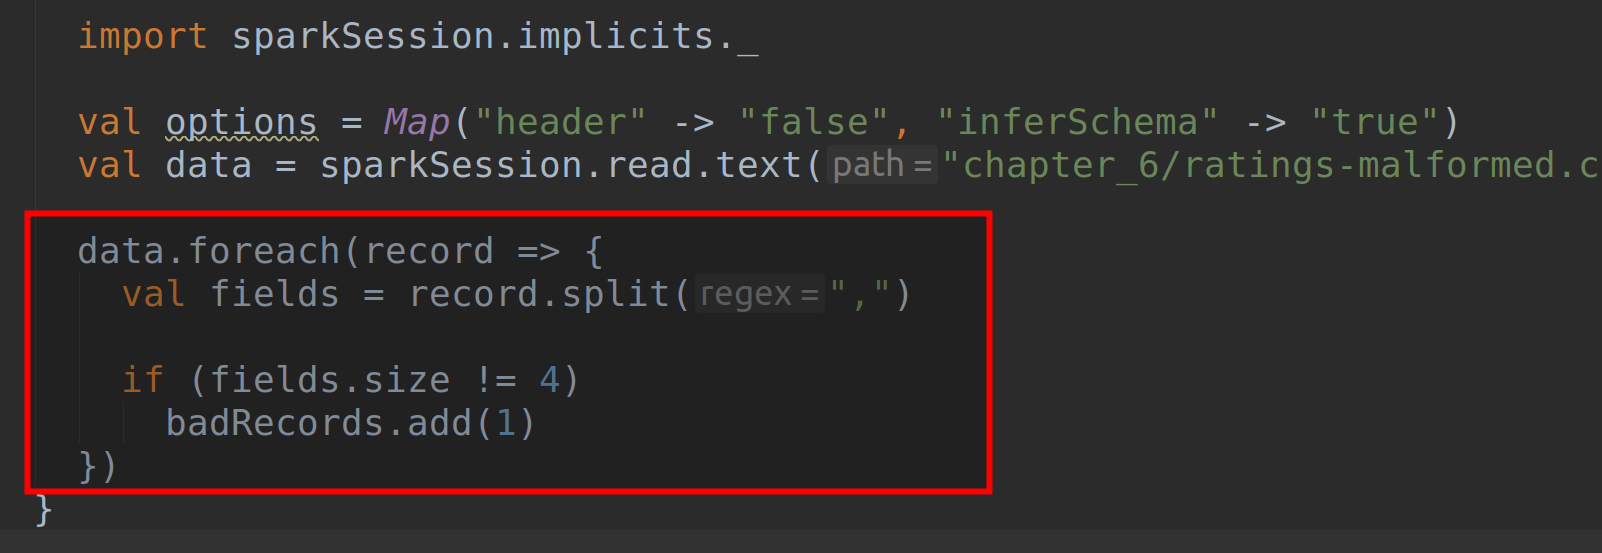 import sparkSession.implicits._
val options = Map("header" -> "false", "inferSchema" -> "true")
val data = sparkSession.read.text( path = "chapter_6/ratings-malformed.c
data.foreach(record => {
val fields = record.split( regex = ",")
if (fields.size != 4)
badRecords.add(1)
})
}